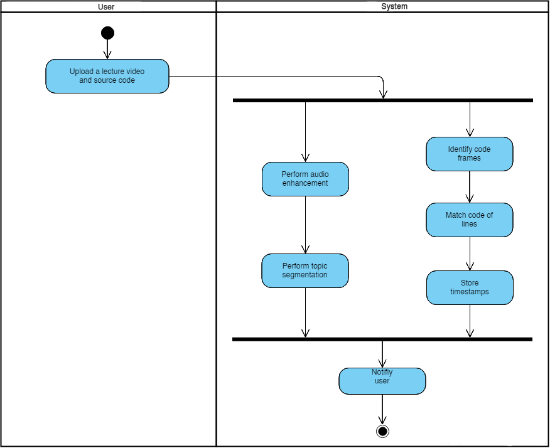 User
System
Upload a lecture video
and source code
Identify code
frames
Perform audio
enhancement
Match code of
lines
Perform topic
segmentation
Store
timestamps
Notifiy
user